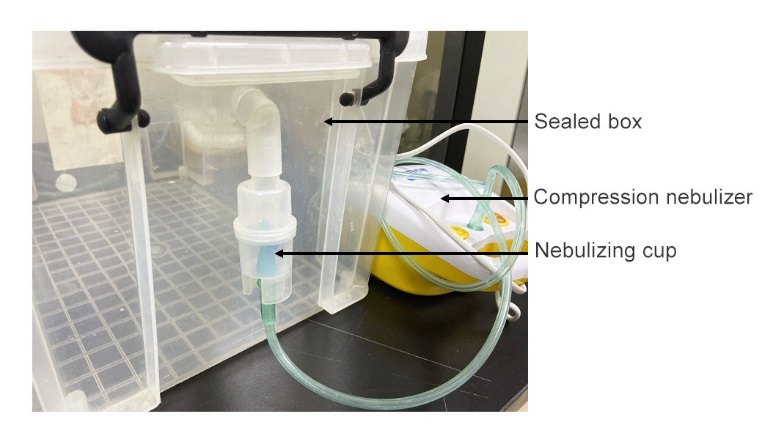 Sealed box
Compression nebulizer
Nebulizing cup